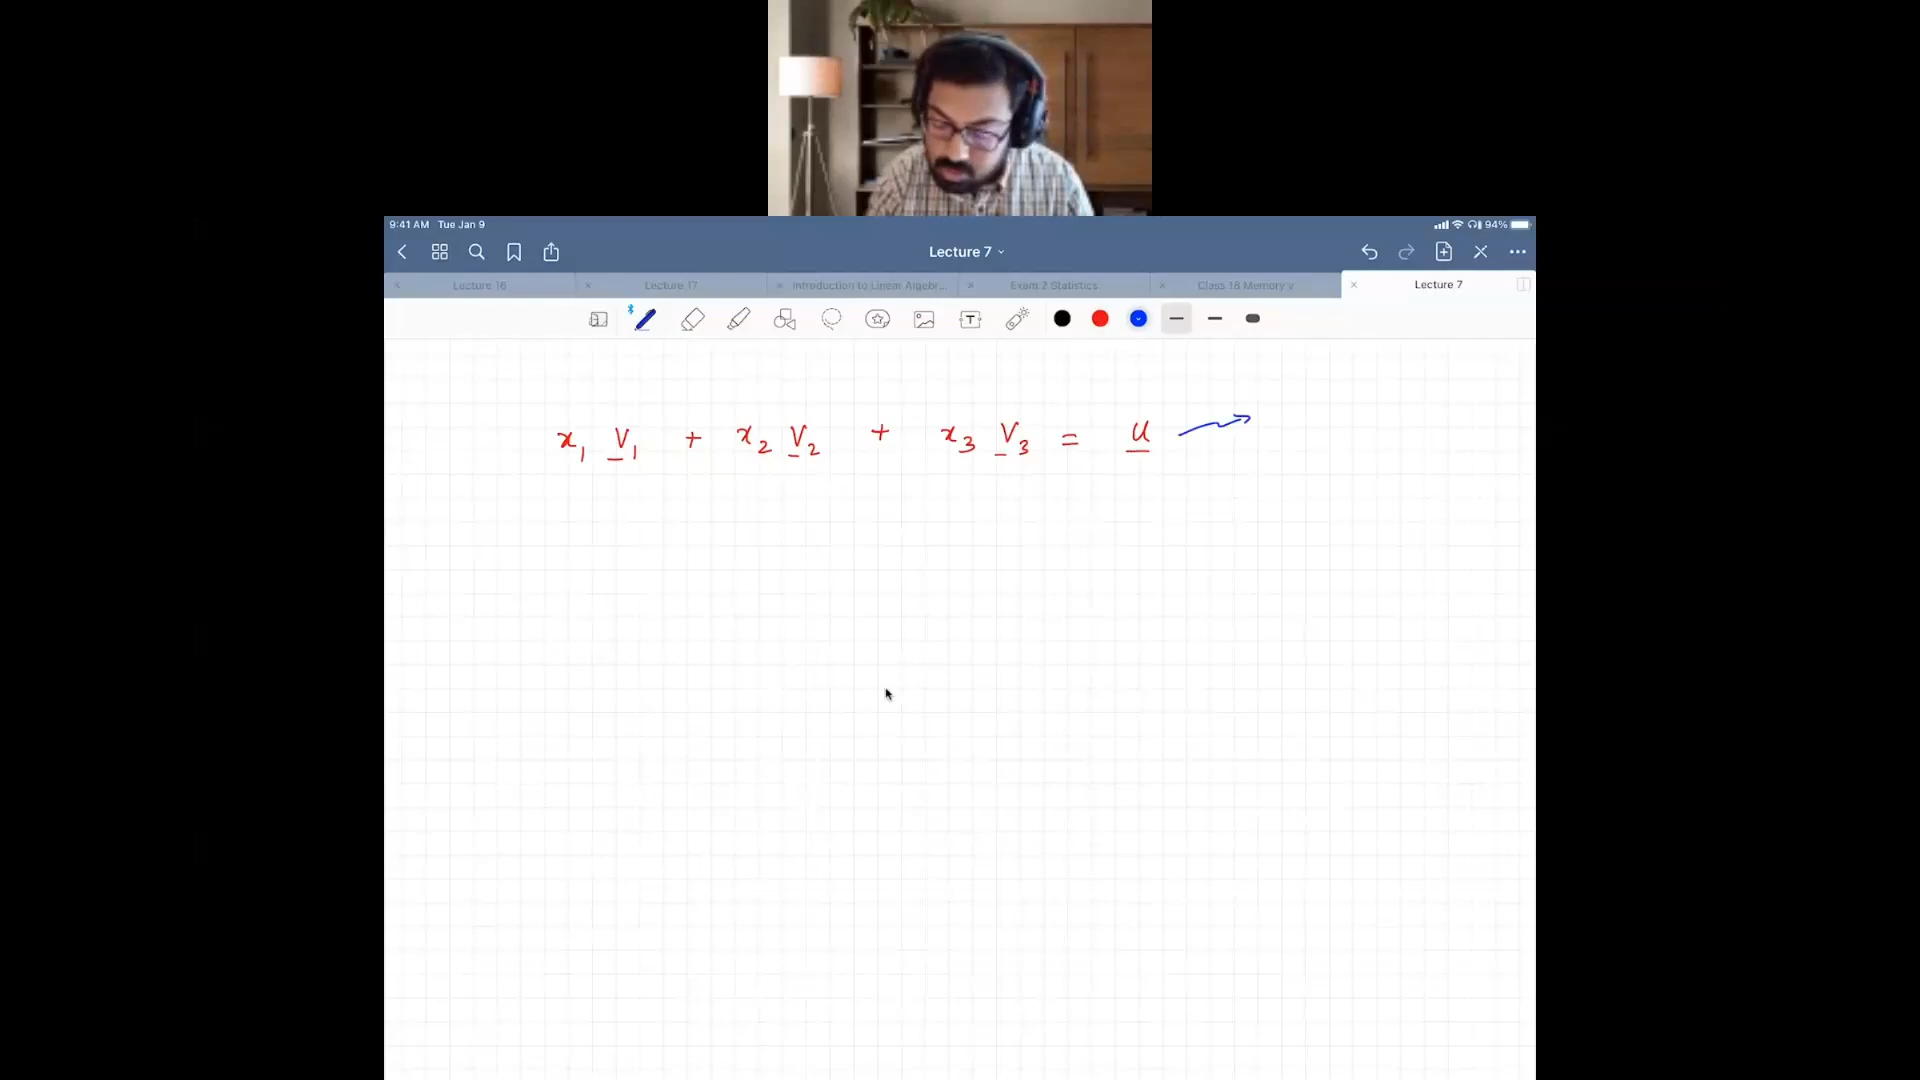 9:41 AM Tue Jan 9 94%
Lecture 7
Lecture 16 Lecture 17 Introduction to Linear Algebr... Exam 2 Statistics Class 18 Memory v Lecture 7
T
x₁ V₁ + x₂ V₂ + x₃ V₃ = u